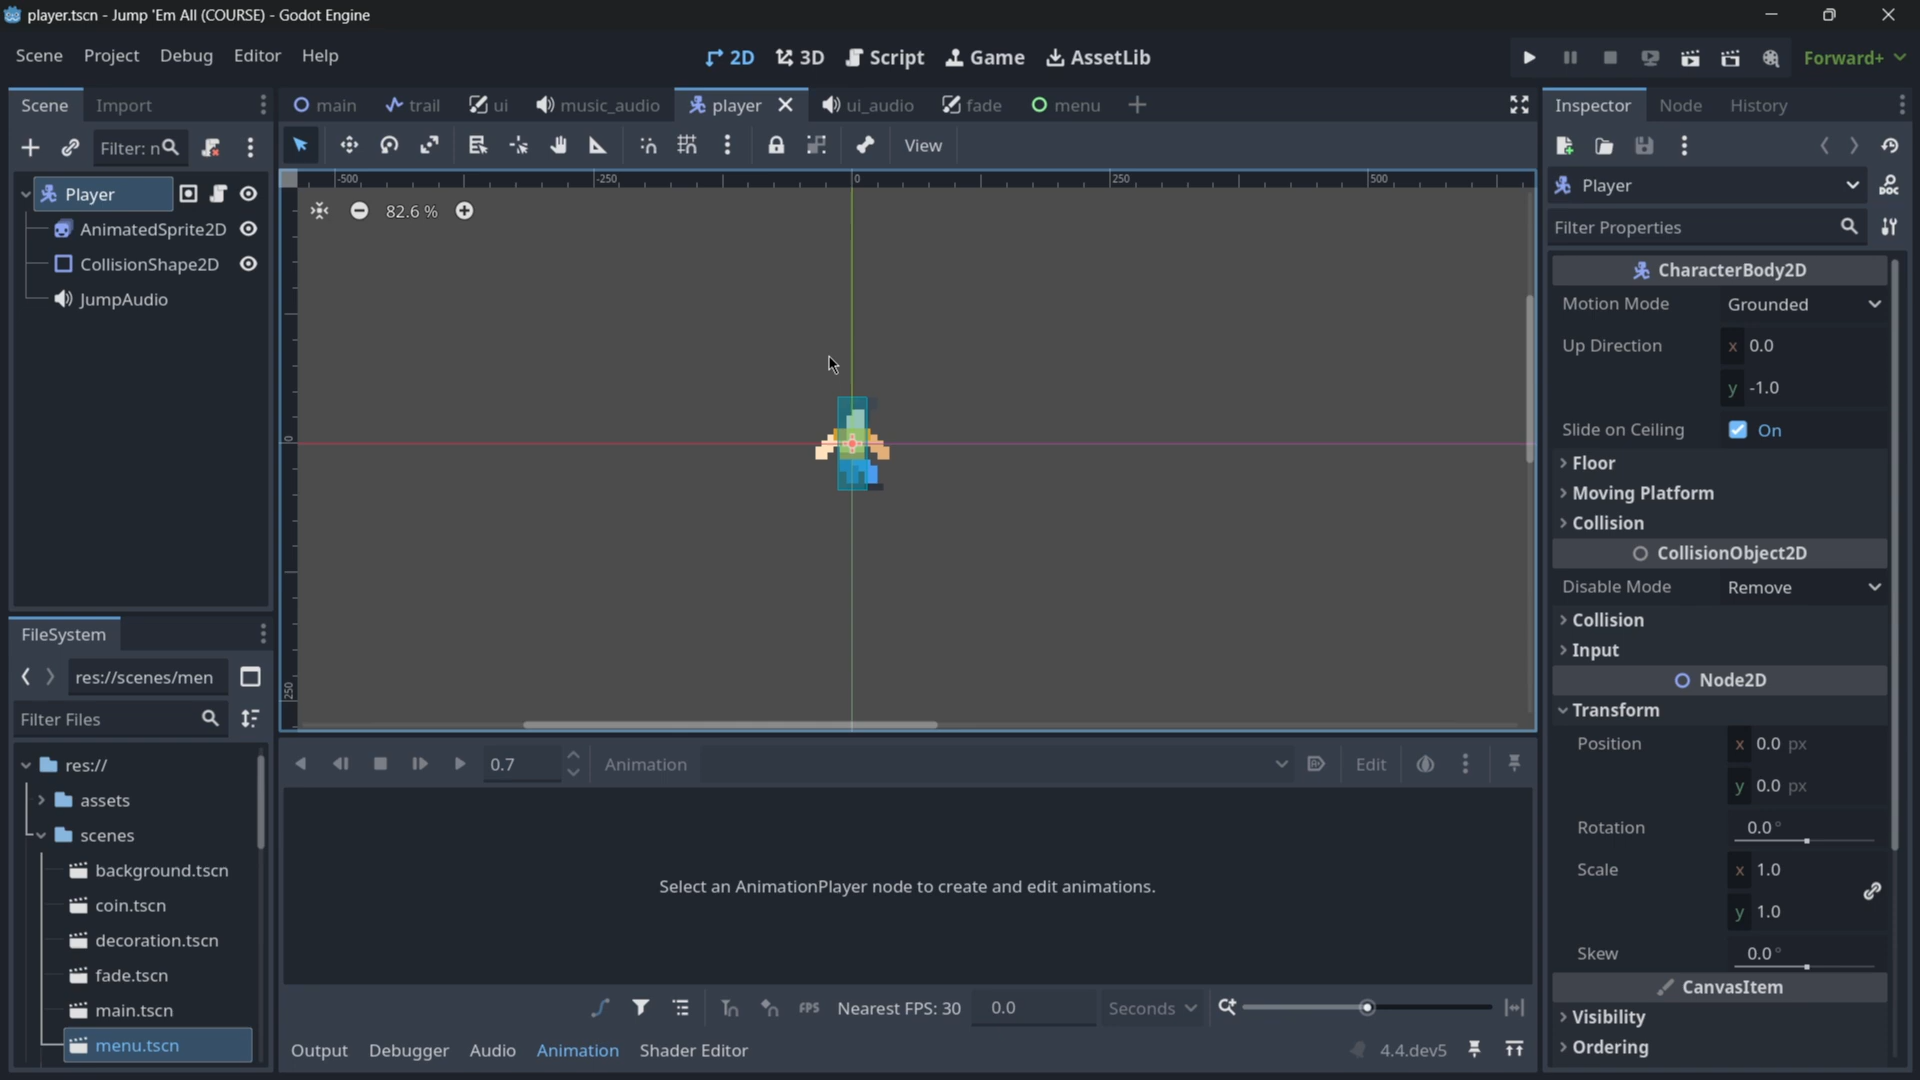 player.tscn - Jump 'Em All (COURSE) - Godot Engine
Scene Project Debug Editor Help
2D 3D Script Game AssetLib
Forward+
Scene Import
main trail ui music_audio player ui_audio fade menu
Inspector Node History
Filter: n
View
Player
AnimatedSprite2D
CollisionShape2D
JumpAudio
-500 -250 0 250 500
82.6 %
0
250
Player
Filter Properties
CharacterBody2D
Motion Mode Grounded
Up Direction x 0.0
y -1.0
Slide on Ceiling On
Floor
Moving Platform
Collision
CollisionObject2D
Disable Mode Remove
Collision
Input
Node2D
Transform
Position x 0.0 px
y 0.0 px
Rotation 0.0 °
Scale x 1.0
y 1.0
Skew 0.0 °
CanvasItem
Visibility
Ordering
FileSystem
res://scenes/men
Filter Files
res://
assets
scenes
background.tscn
coin.tscn
decoration.tscn
fade.tscn
main.tscn
menu.tscn
0.7 Animation Edit
Select an AnimationPlayer node to create and edit animations.
FPS Nearest FPS: 30 0.0 Seconds
Output Debugger Audio Animation Shader Editor 4.4.dev5